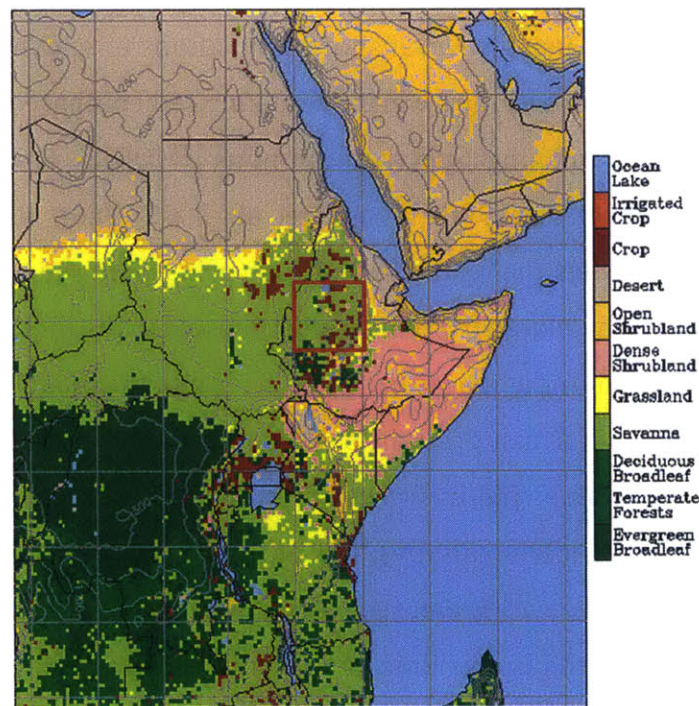 Ocean
Lake
Irrigated
Crop
Crop
Desert
Open
Shrubland
Dense
Shrubland
Grassland
Savanna
Deciduous
Broadleaf
Temperate
Forests
Evergreen
Broadleaf